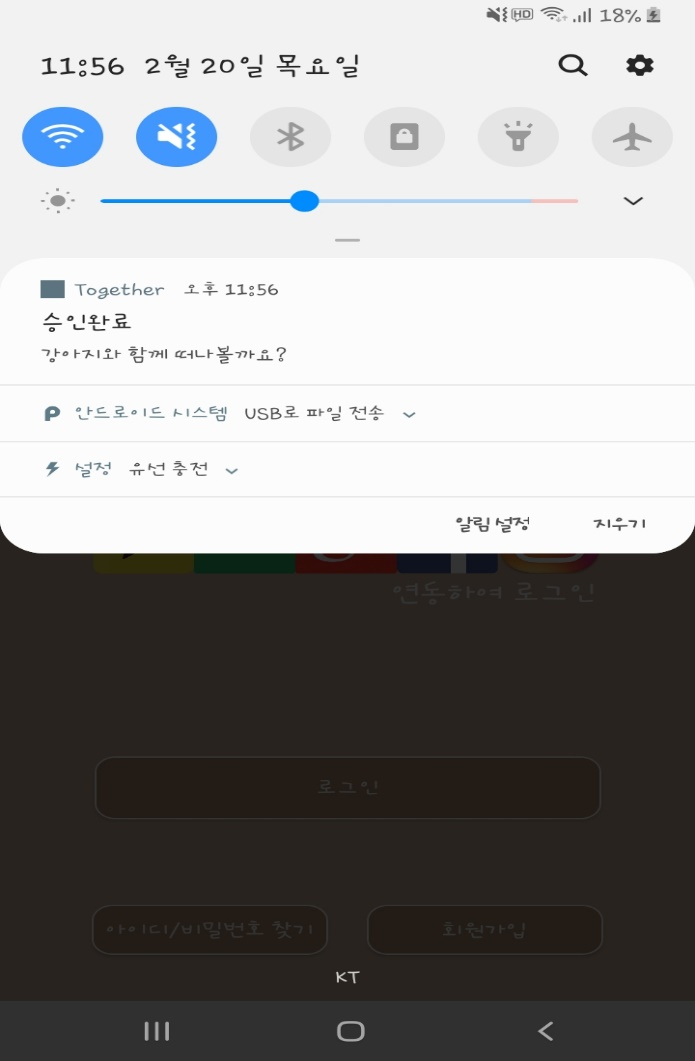 HD 18%
11:56 2월 20일 목요일
Together 오후 11:56
승인완료
강아지와 함께 떠나볼까요?
안드로이드 시스템 USB로 파일 전송
설정 유선 충전
알림 설정 지우기
연동하여 로그인
로그인
아이디/비밀번호 찾기 회원가입
KT